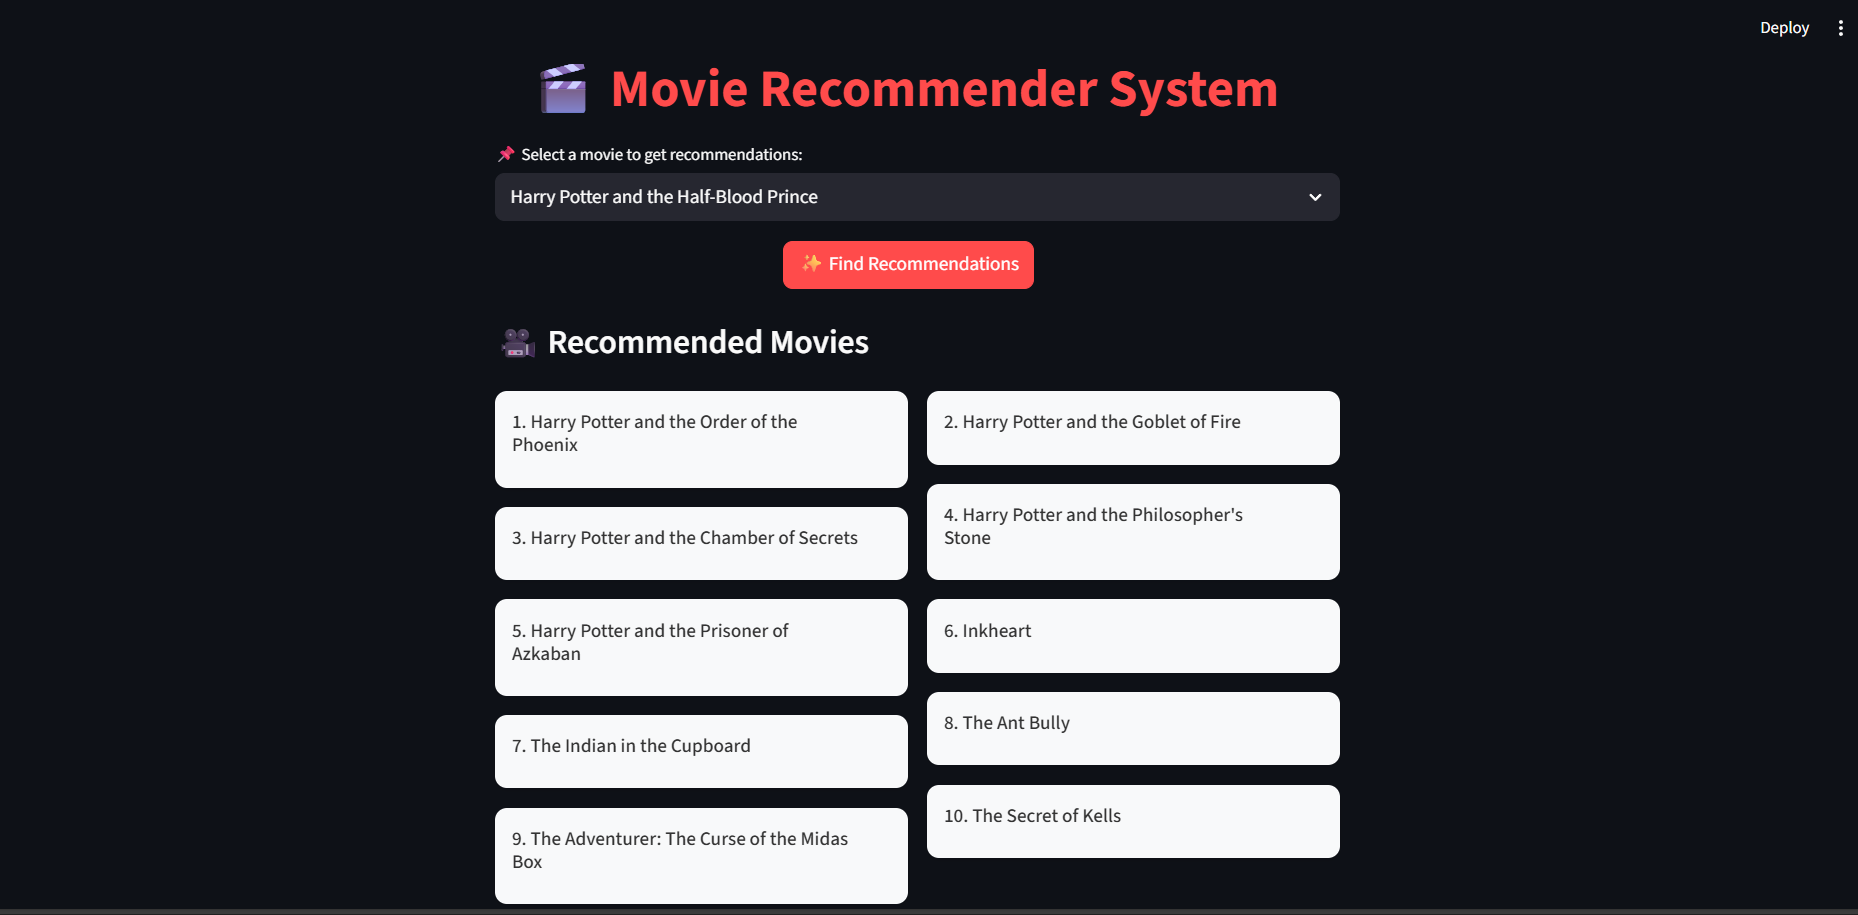 Deploy
Movie Recommender System
Select a movie to get recommendations:
Harry Potter and the Half-Blood Prince
Find Recommendations
Recommended Movies
1. Harry Potter and the Order of the
Phoenix
2. Harry Potter and the Goblet of Fire
3. Harry Potter and the Chamber of Secrets
4. Harry Potter and the Philosopher's
Stone
5. Harry Potter and the Prisoner of
Azkaban
6. Inkheart
7. The Indian in the Cupboard
8. The Ant Bully
9. The Adventurer: The Curse of the Midas
Box
10. The Secret of Kells